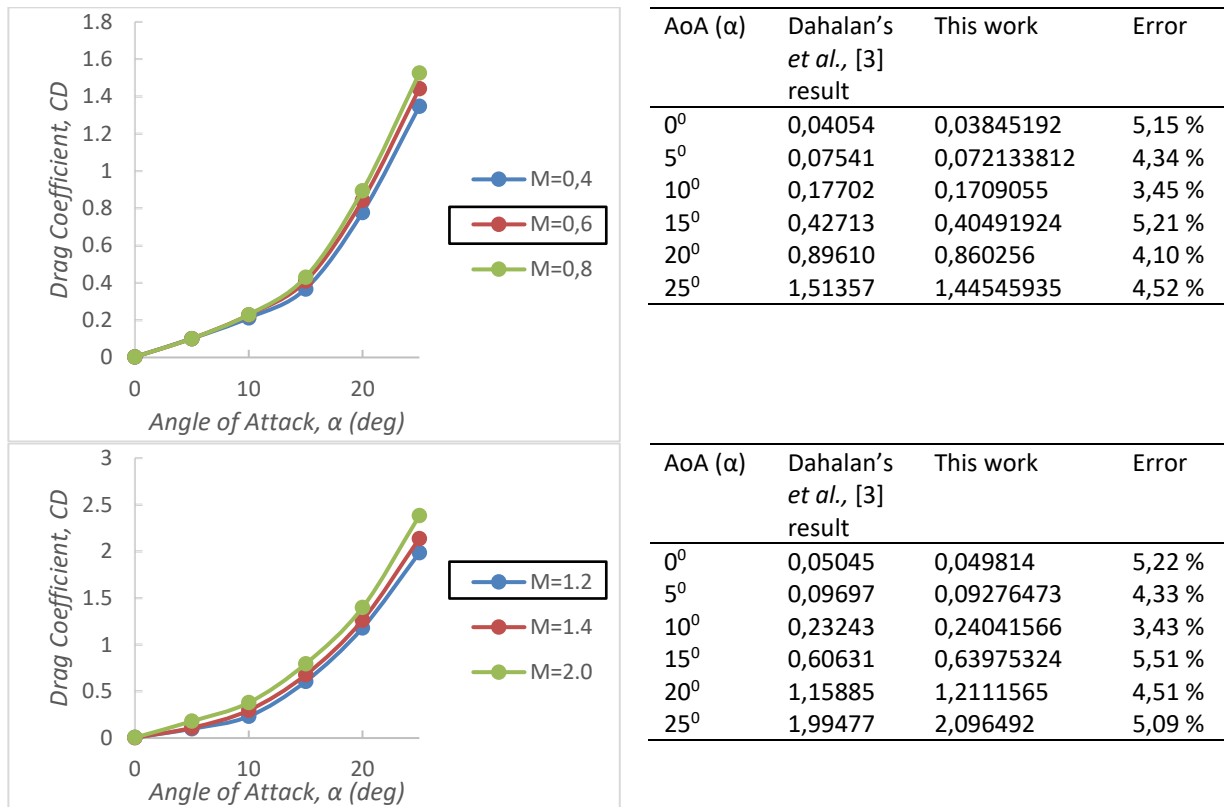 1.8
1.6
1.4
1.2
1
0.8
0.6
0.4
0.2
0
Drag Coefficient, CD
0 10 20
Angle of Attack, α (deg)
M=0,4
M=0,6
M=0,8
AoA (α) Dahalan's This work Error
et al., [3]
result
0⁰ 0,04054 0,03845192 5,15 %
5⁰ 0,07541 0,072133812 4,34 %
10⁰ 0,17702 0,1709055 3,45 %
15⁰ 0,42713 0,40491924 5,21 %
20⁰ 0,89610 0,860256 4,10 %
25⁰ 1,51357 1,44545935 4,52 %
3
2.5
2
1.5
1
0.5
0
Drag Coefficient, CD
0 10 20
Angle of Attack, α (deg)
M=1.2
M=1.4
M=2.0
AoA (α) Dahalan's This work Error
et al., [3]
result
0⁰ 0,05045 0,049814 5,22 %
5⁰ 0,09697 0,09276473 4,33 %
10⁰ 0,23243 0,24041566 3,43 %
15⁰ 0,60631 0,63975324 5,51 %
20⁰ 1,15885 1,2111565 4,51 %
25⁰ 1,99477 2,096492 5,09 %